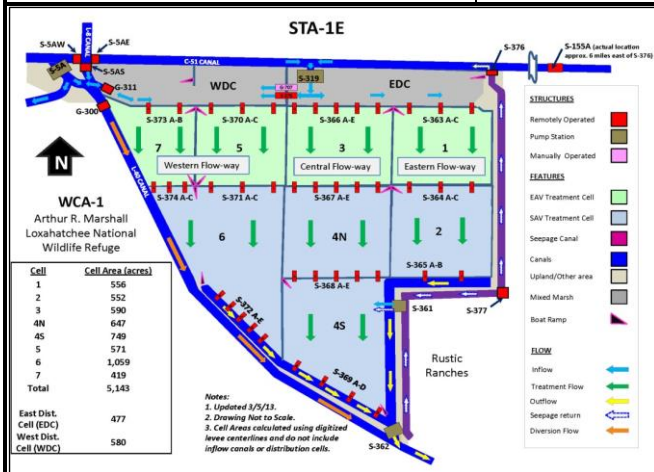 STA-1E
S-5AW
L-8 CANAL
S-5AE
S-5A
S-5AS
G-311
G-300
C-51 CANAL
S-319
S-376
S-155A (actual location
approx. 6 miles east of S-376)
WDC
EDC
S-373 A-B
S-370 A-C
S-366 A-E
S-363 A-C
7
5
3
1
Western Flow-way
Central Flow-way
Eastern Flow-way
S-374 A-C
S-371 A-C
S-367 A-E
S-364 A-C
6
4N
2
S-365 A-B
S-368 A-E
S-361
S-377
S-372 A-E
4S
S-369 A-D
S-362
Rustic
Ranches
L-40 CANAL
N
WCA-1
Arthur R. Marshall
Loxahatchee National
Wildlife Refuge
Cell Cell Area (acres)
1 556
2 552
3 590
4N 647
4S 749
5 571
6 1,059
7 419
Total 5,143
East Dist.
Cell (EDC) 477
West Dist.
Cell (WDC) 580
Notes:
1. Updated 3/5/13.
2. Drawing Not to Scale.
3. Cell Areas calculated using digitized
levee centerlines and do not include
inflow canals or distribution cells.
STRUCTURES
Remotely Operated
Pump Station
Manually Operated
FEATURES
EAV Treatment Cell
SAV Treatment Cell
Seepage Canal
Canals
Upland/Other area
Mixed Marsh
Boat Ramp
FLOW
Inflow
Treatment Flow
Outflow
Seepage return
Diversion Flow